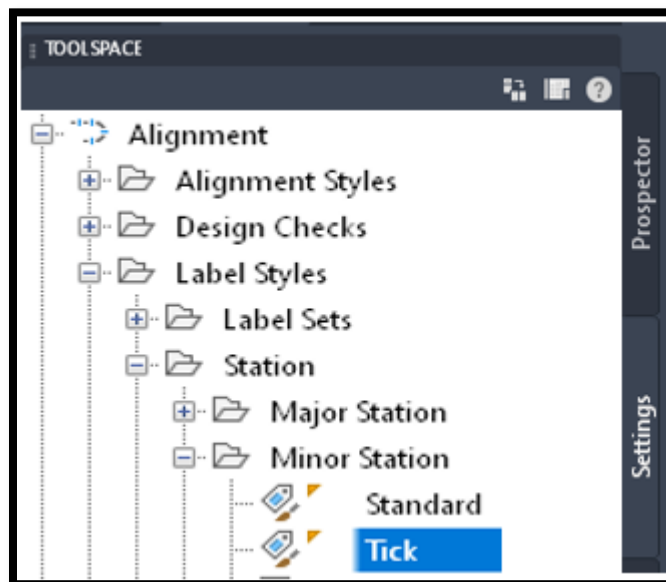 TOOLSPACE
Alignment
Alignment Styles
Design Checks
Label Styles
Label Sets
Station
Major Station
Minor Station
Standard
Tick
Prospector
Settings